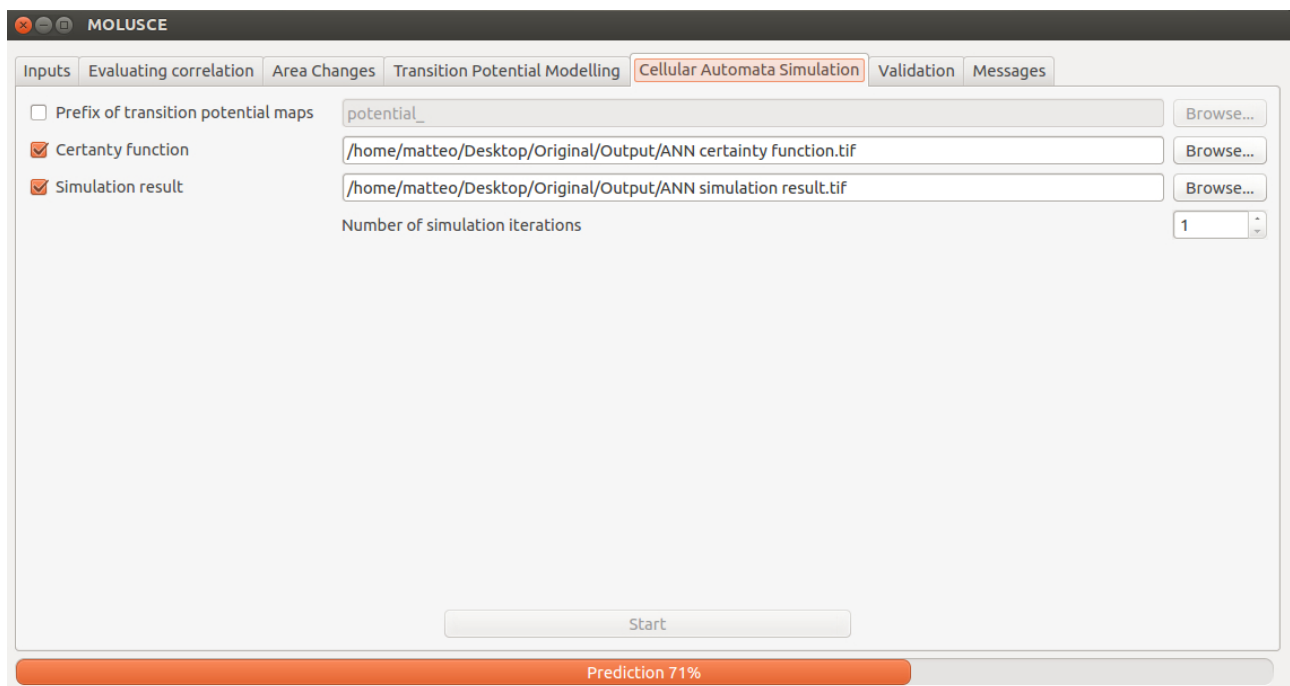 MOLUSCE
Inputs Evaluating correlation Area Changes Transition Potential Modelling Cellular Automata Simulation Validation Messages
Prefix of transition potential maps potential_ Browse...
Certanty function /home/matteo/Desktop/Original/Output/ANN certainty function.tif Browse...
Simulation result /home/matteo/Desktop/Original/Output/ANN simulation result.tif Browse...
Number of simulation iterations 1
Start
Prediction 71%